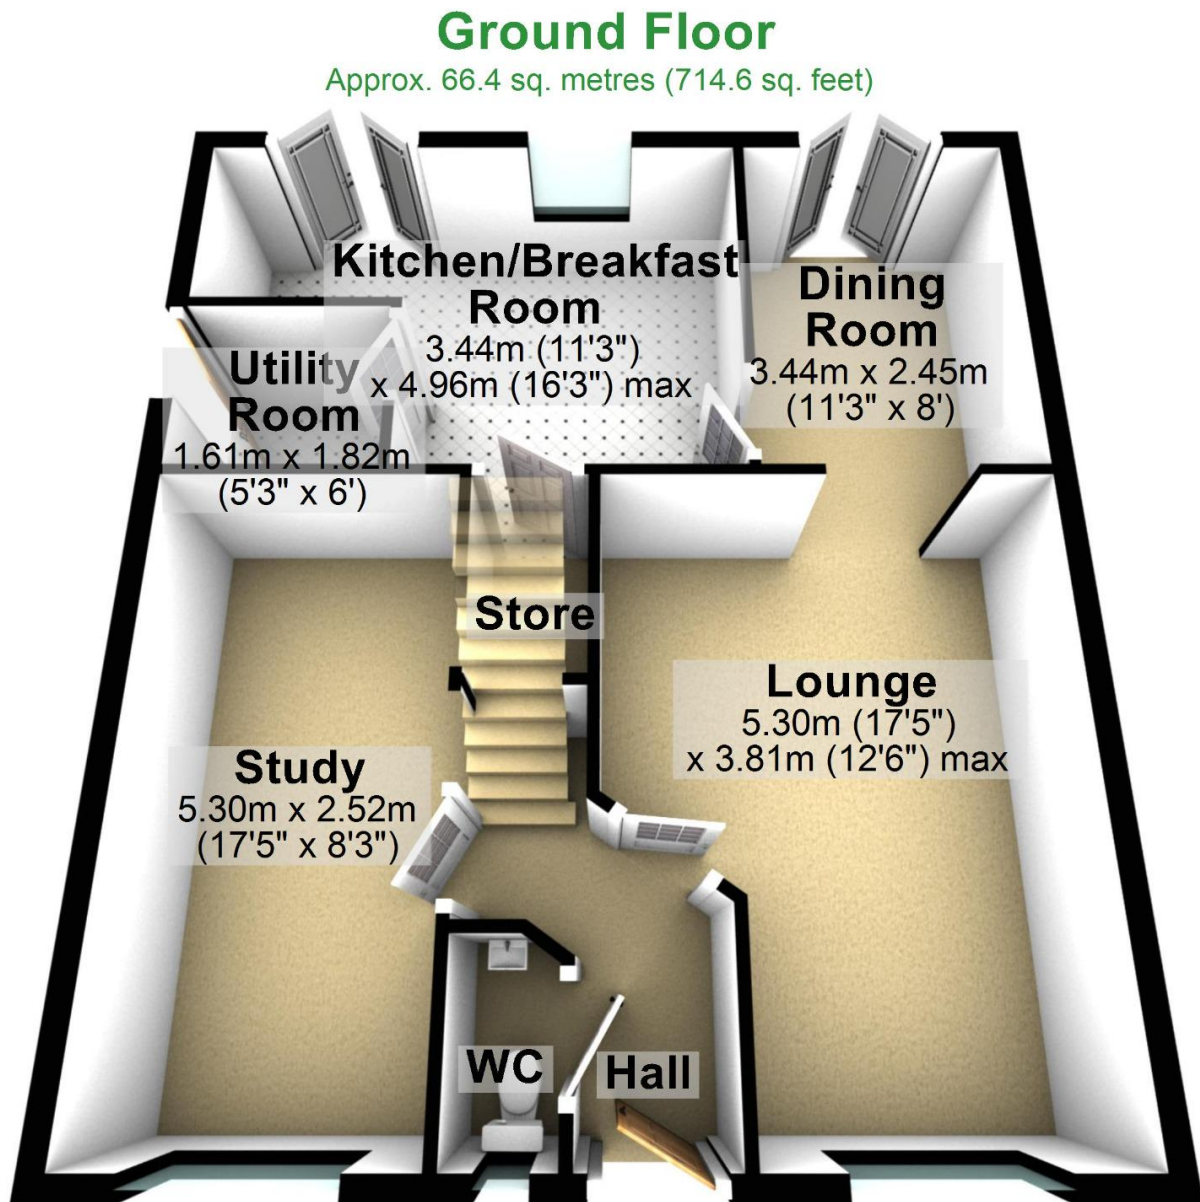 Ground Floor
Approx. 66.4 sq. metres (714.6 sq. feet)
Kitchen/Breakfast
Room
3.44m (11'3")
x 4.96m (16'3") max
Dining
Room
3.44m x 2.45m
(11'3" x 8')
Utility
Room
1.61m x 1.82m
(5'3" x 6')
Store
Lounge
5.30m (17'5")
x 3.81m (12'6") max
Study
5.30m x 2.52m
(17'5" x 8'3")
WC
Hall